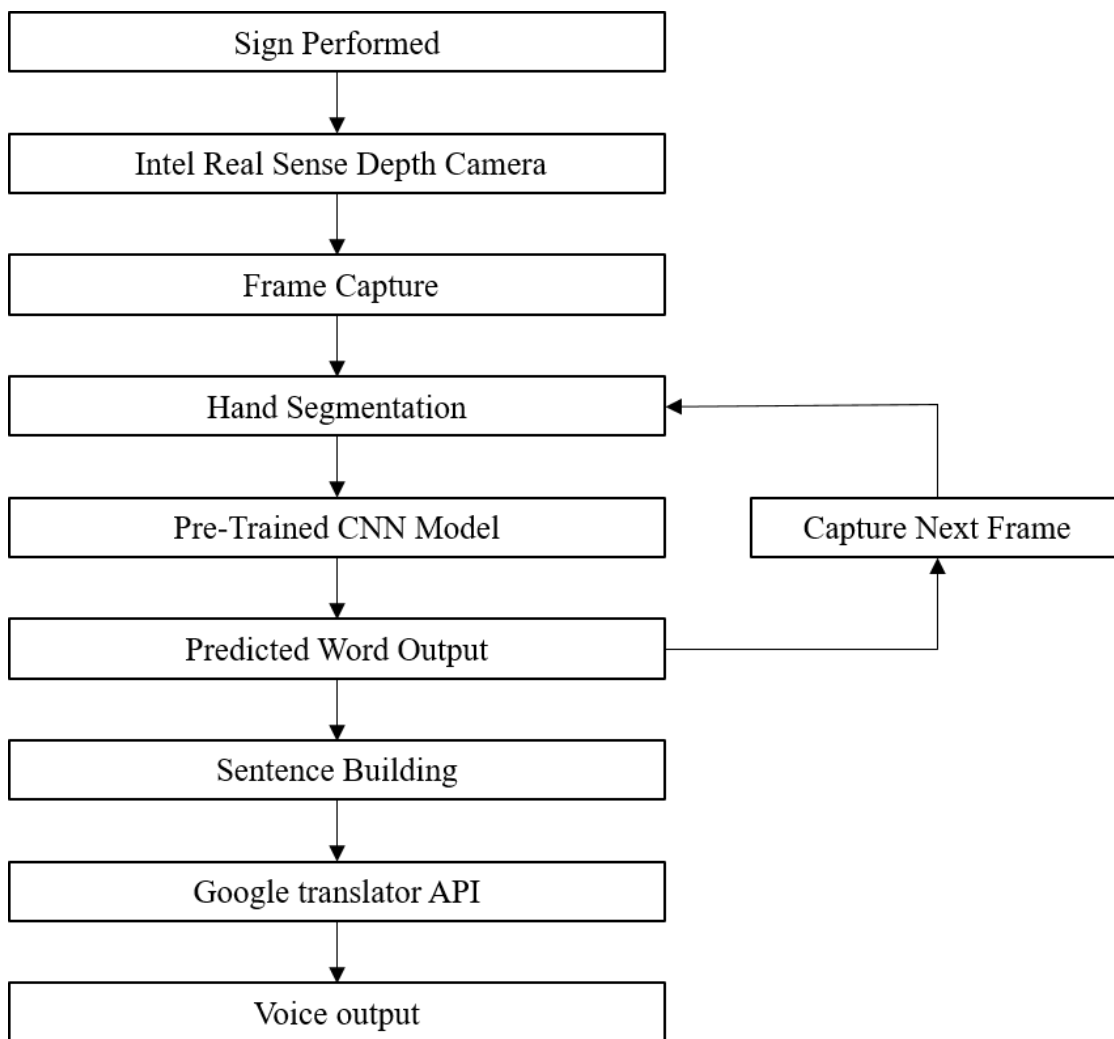 Sign Performed
Intel Real Sense Depth Camera
Frame Capture
Hand Segmentation
Pre-Trained CNN Model
Capture Next Frame
Predicted Word Output
Sentence Building
Google translator API
Voice output